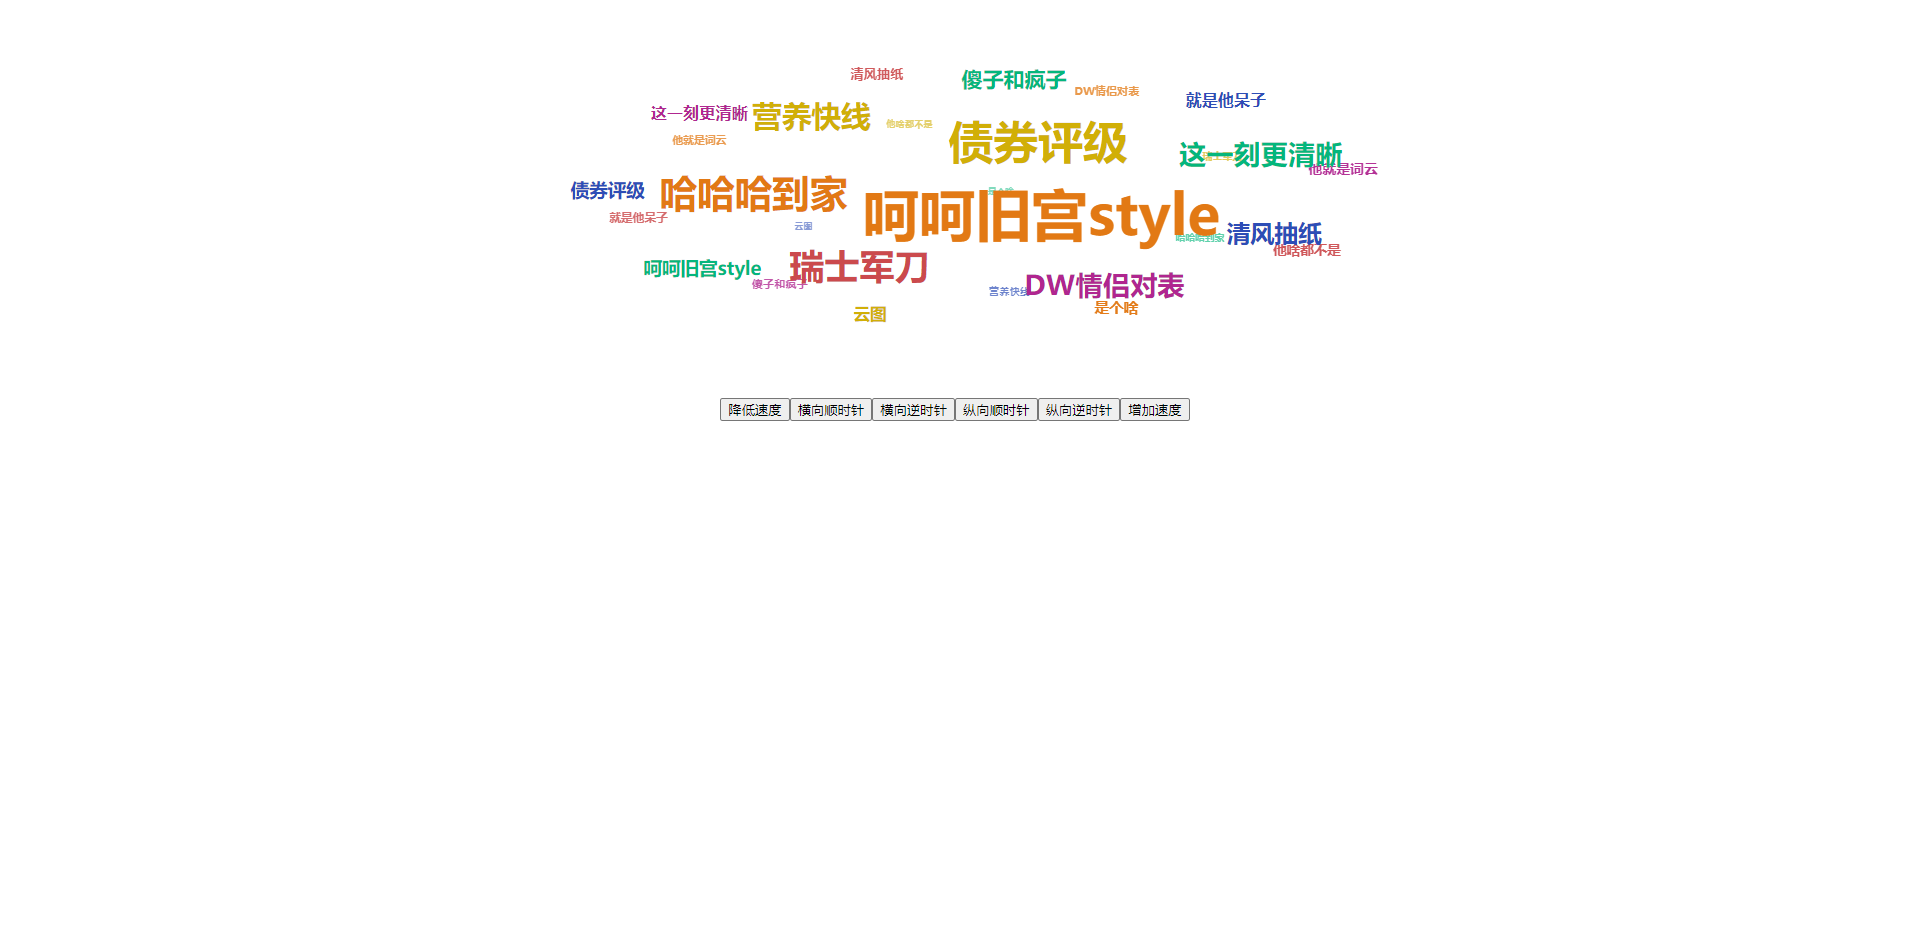 清风抽纸
傻子和疯子
DW情侣对表
就是他呆子
这一刻更清晰
营养快线
他啥都不是
他就是词云
债券评级
这一刻更清晰
瑞士军刀
他就是词云
债券评级
哈哈哈到家
是个啥
呵呵旧宫style
就是他呆子
云图
哈哈哈到家
清风抽纸
他啥都不是
呵呵旧宫style
瑞士军刀
傻子和疯子
营养快线
DW情侣对表
云图
是个啥
降低速度 横向顺时针 横向逆时针 纵向顺时针 纵向逆时针 增加速度